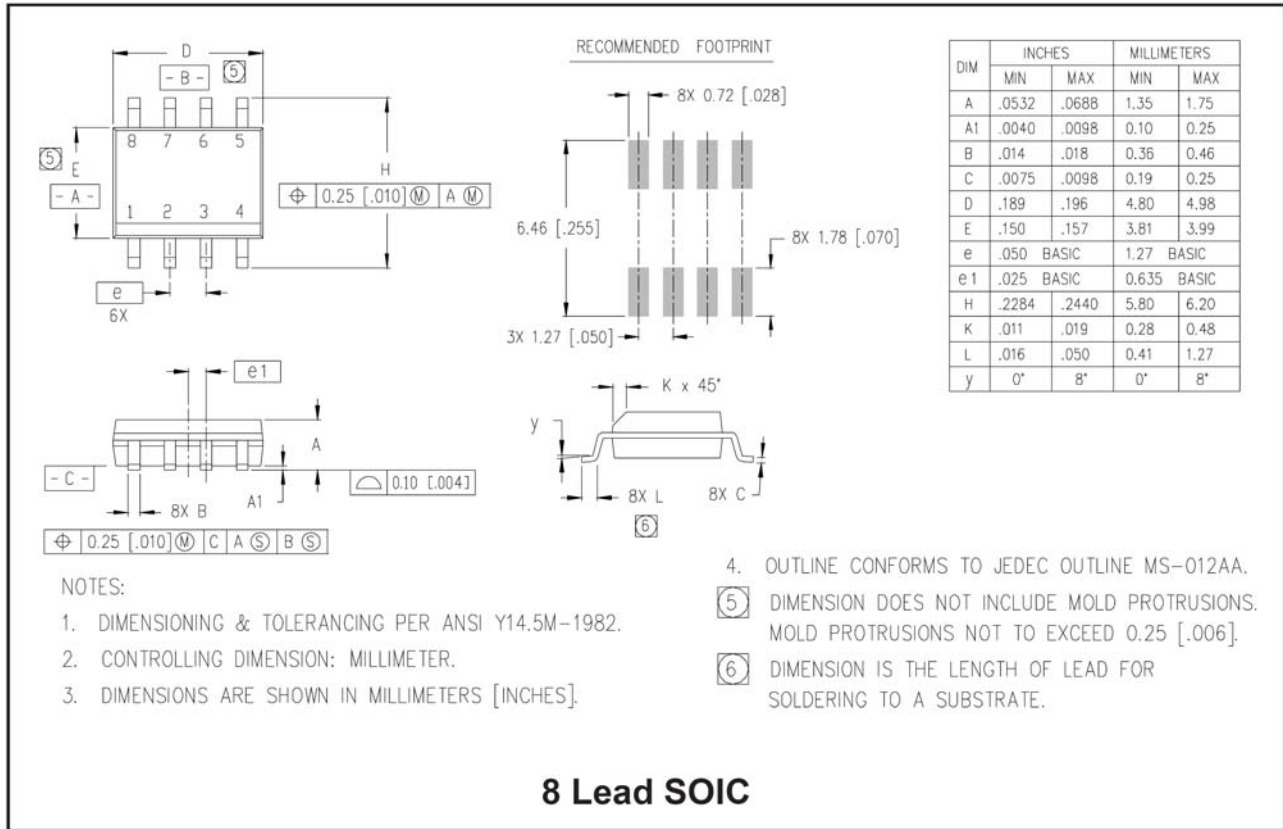 D
- B -
5
8 7 6 5
5
E
- A -
H
⌖ 0.25 [.010] Ⓜ A Ⓜ
1 2 3 4
e
6X
RECOMMENDED FOOTPRINT
8X 0.72 [.028]
6.46 [.255]
8X 1.78 [.070]
3X 1.27 [.050]
DIM INCHES MILLIMETERS
MIN MAX MIN MAX
A .0532 .0688 1.35 1.75
A1 .0040 .0098 0.10 0.25
B .014 .018 0.36 0.46
C .0075 .0098 0.19 0.25
D .189 .196 4.80 4.98
E .150 .157 3.81 3.99
e .050 BASIC 1.27 BASIC
e1 .025 BASIC 0.635 BASIC
H .2284 .2440 5.80 6.20
K .011 .019 0.28 0.48
L .016 .050 0.41 1.27
y 0° 8° 0° 8°
e1
A
- C -
A1
⌓ 0.10 [.004]
8X B
⌖ 0.25 [.010] Ⓜ C A Ⓢ B Ⓢ
K x 45°
y
8X L
8X C
6
NOTES:
1. DIMENSIONING & TOLERANCING PER ANSI Y14.5M-1982.
2. CONTROLLING DIMENSION: MILLIMETER.
3. DIMENSIONS ARE SHOWN IN MILLIMETERS [INCHES].
4. OUTLINE CONFORMS TO JEDEC OUTLINE MS-012AA.
5 DIMENSION DOES NOT INCLUDE MOLD PROTRUSIONS.
MOLD PROTRUSIONS NOT TO EXCEED 0.25 [.006].
6 DIMENSION IS THE LENGTH OF LEAD FOR
SOLDERING TO A SUBSTRATE.
8 Lead SOIC